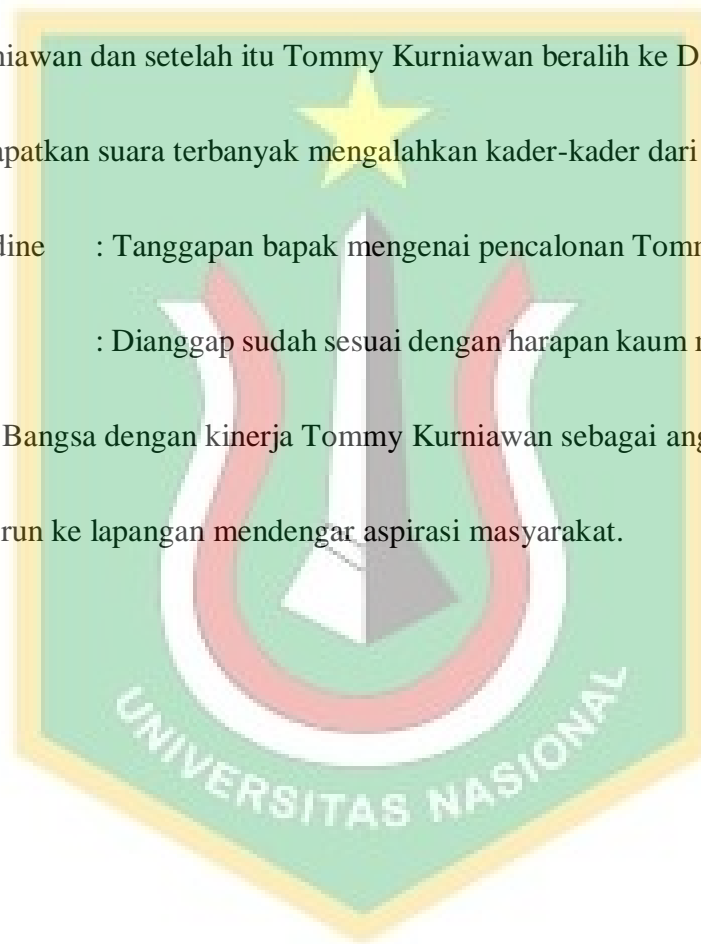 niawan dan setelah itu Tommy Kurniawan beralih ke D
apatkan suara terbanyak mengalahkan kader-kader dari
dine : Tanggapan bapak mengenai pencalonan Tom
: Dianggap sudah sesuai dengan harapan kaum
Bangsa dengan kinerja Tommy Kurniawan sebagai ang
run ke lapangan mendengar aspirasi masyarakat.
UNIVERSITAS NASIONAL